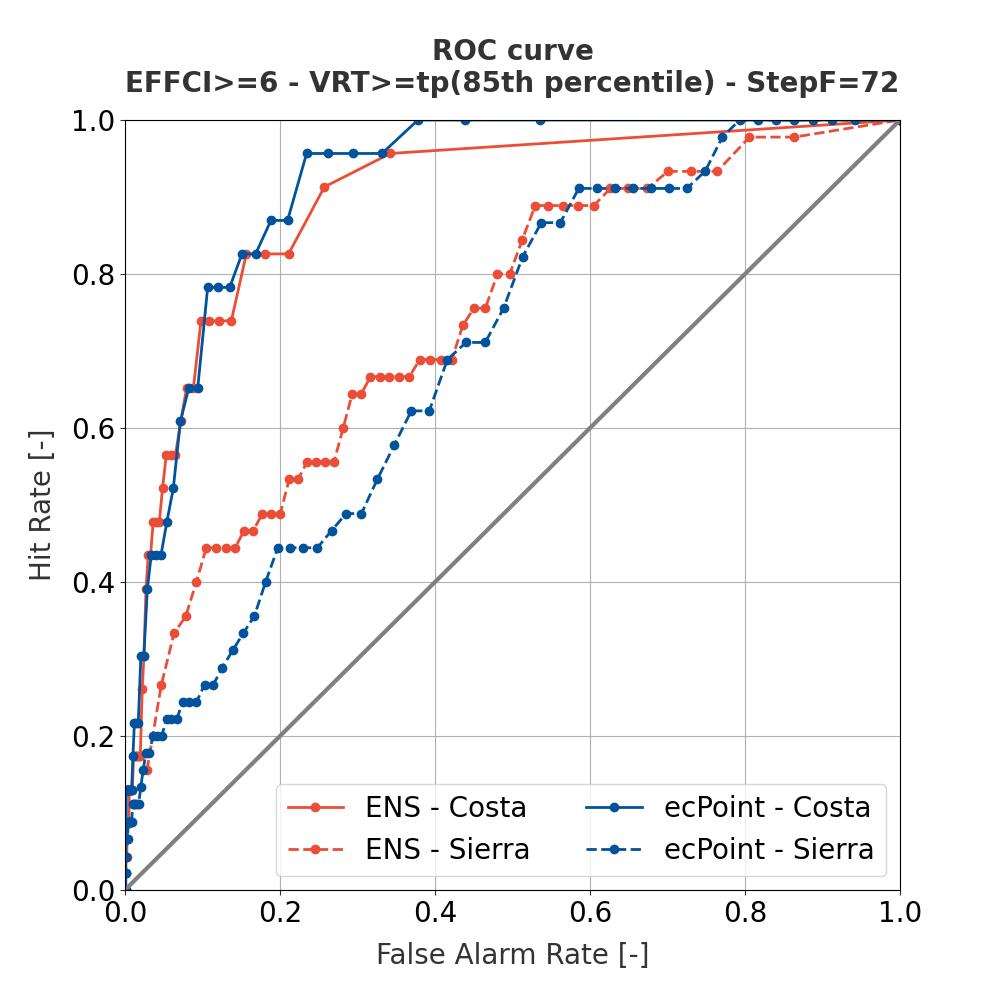 ROC curve
EFFCI>=6 - VRT>=tp(85th percentile) - StepF=72
1.0
0.8
0.6
0.4
0.2
0.0
Hit Rate [-]
ENS - Costa
ENS - Sierra
ecPoint - Costa
ecPoint - Sierra
0.0 0.2 0.4 0.6 0.8 1.0
False Alarm Rate [-]